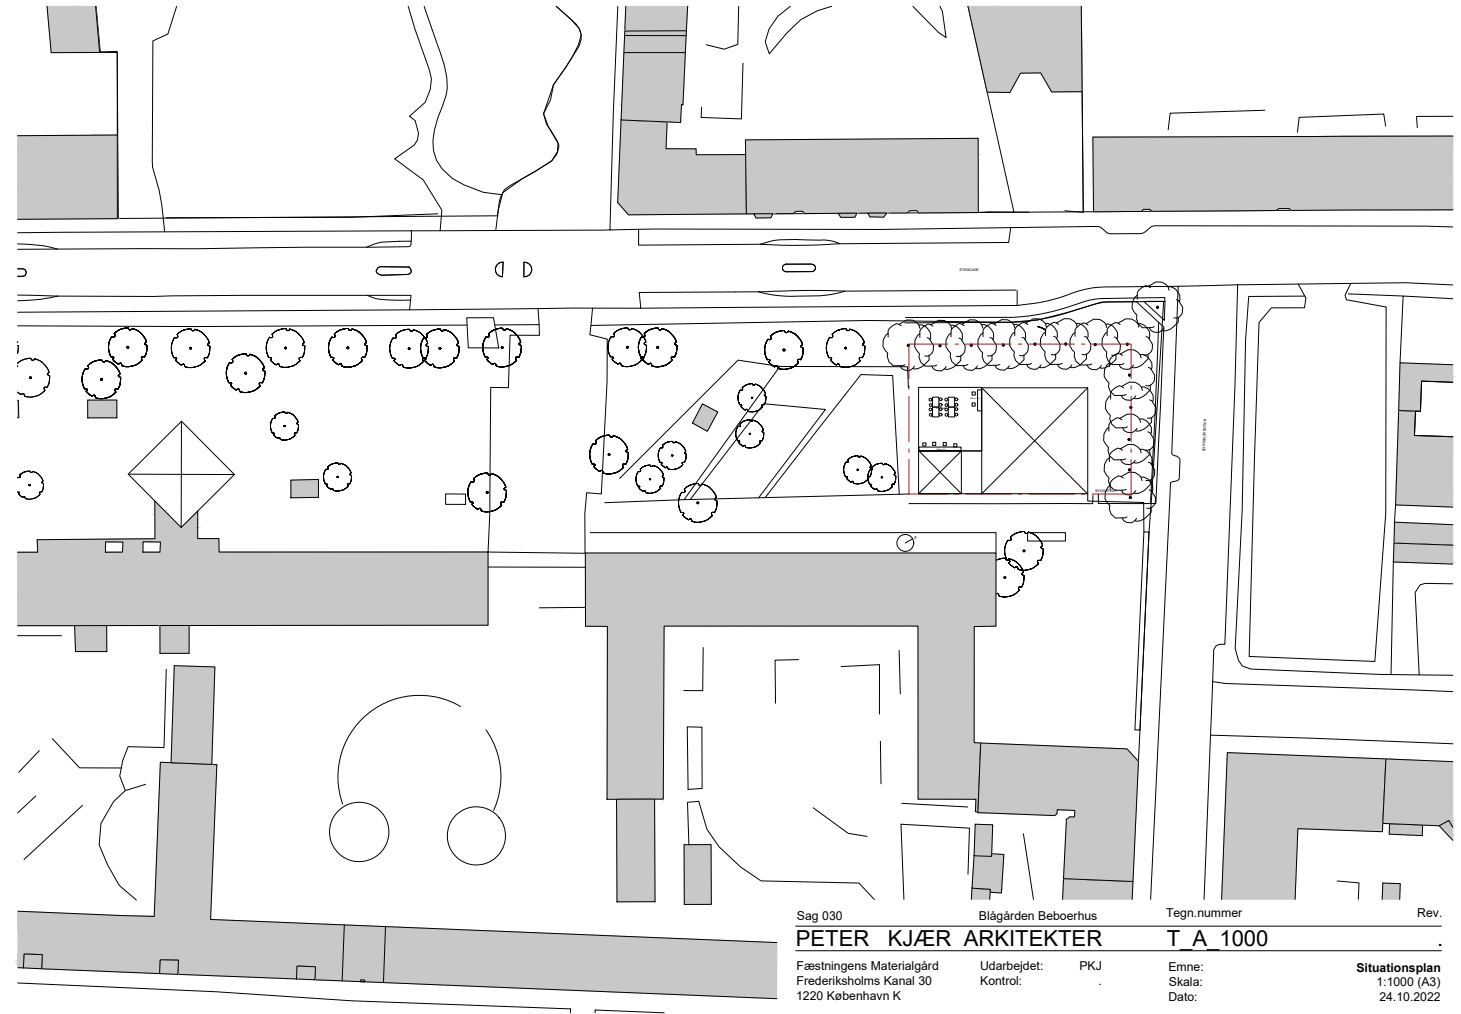 STENGADE
Sag 030
Blågården Beboerhus
Tegn.nummer
Rev.
PETER KJÆR ARKITEKTER
T_A_1000
.
Fæstningens Materialgård
Udarbejdet:
PKJ
Emne:
Situationsplan
Frederiksholms Kanal 30
Kontrol:
.
Skala:
1:1000 (A3)
1220 København K
Dato:
24.10.2022